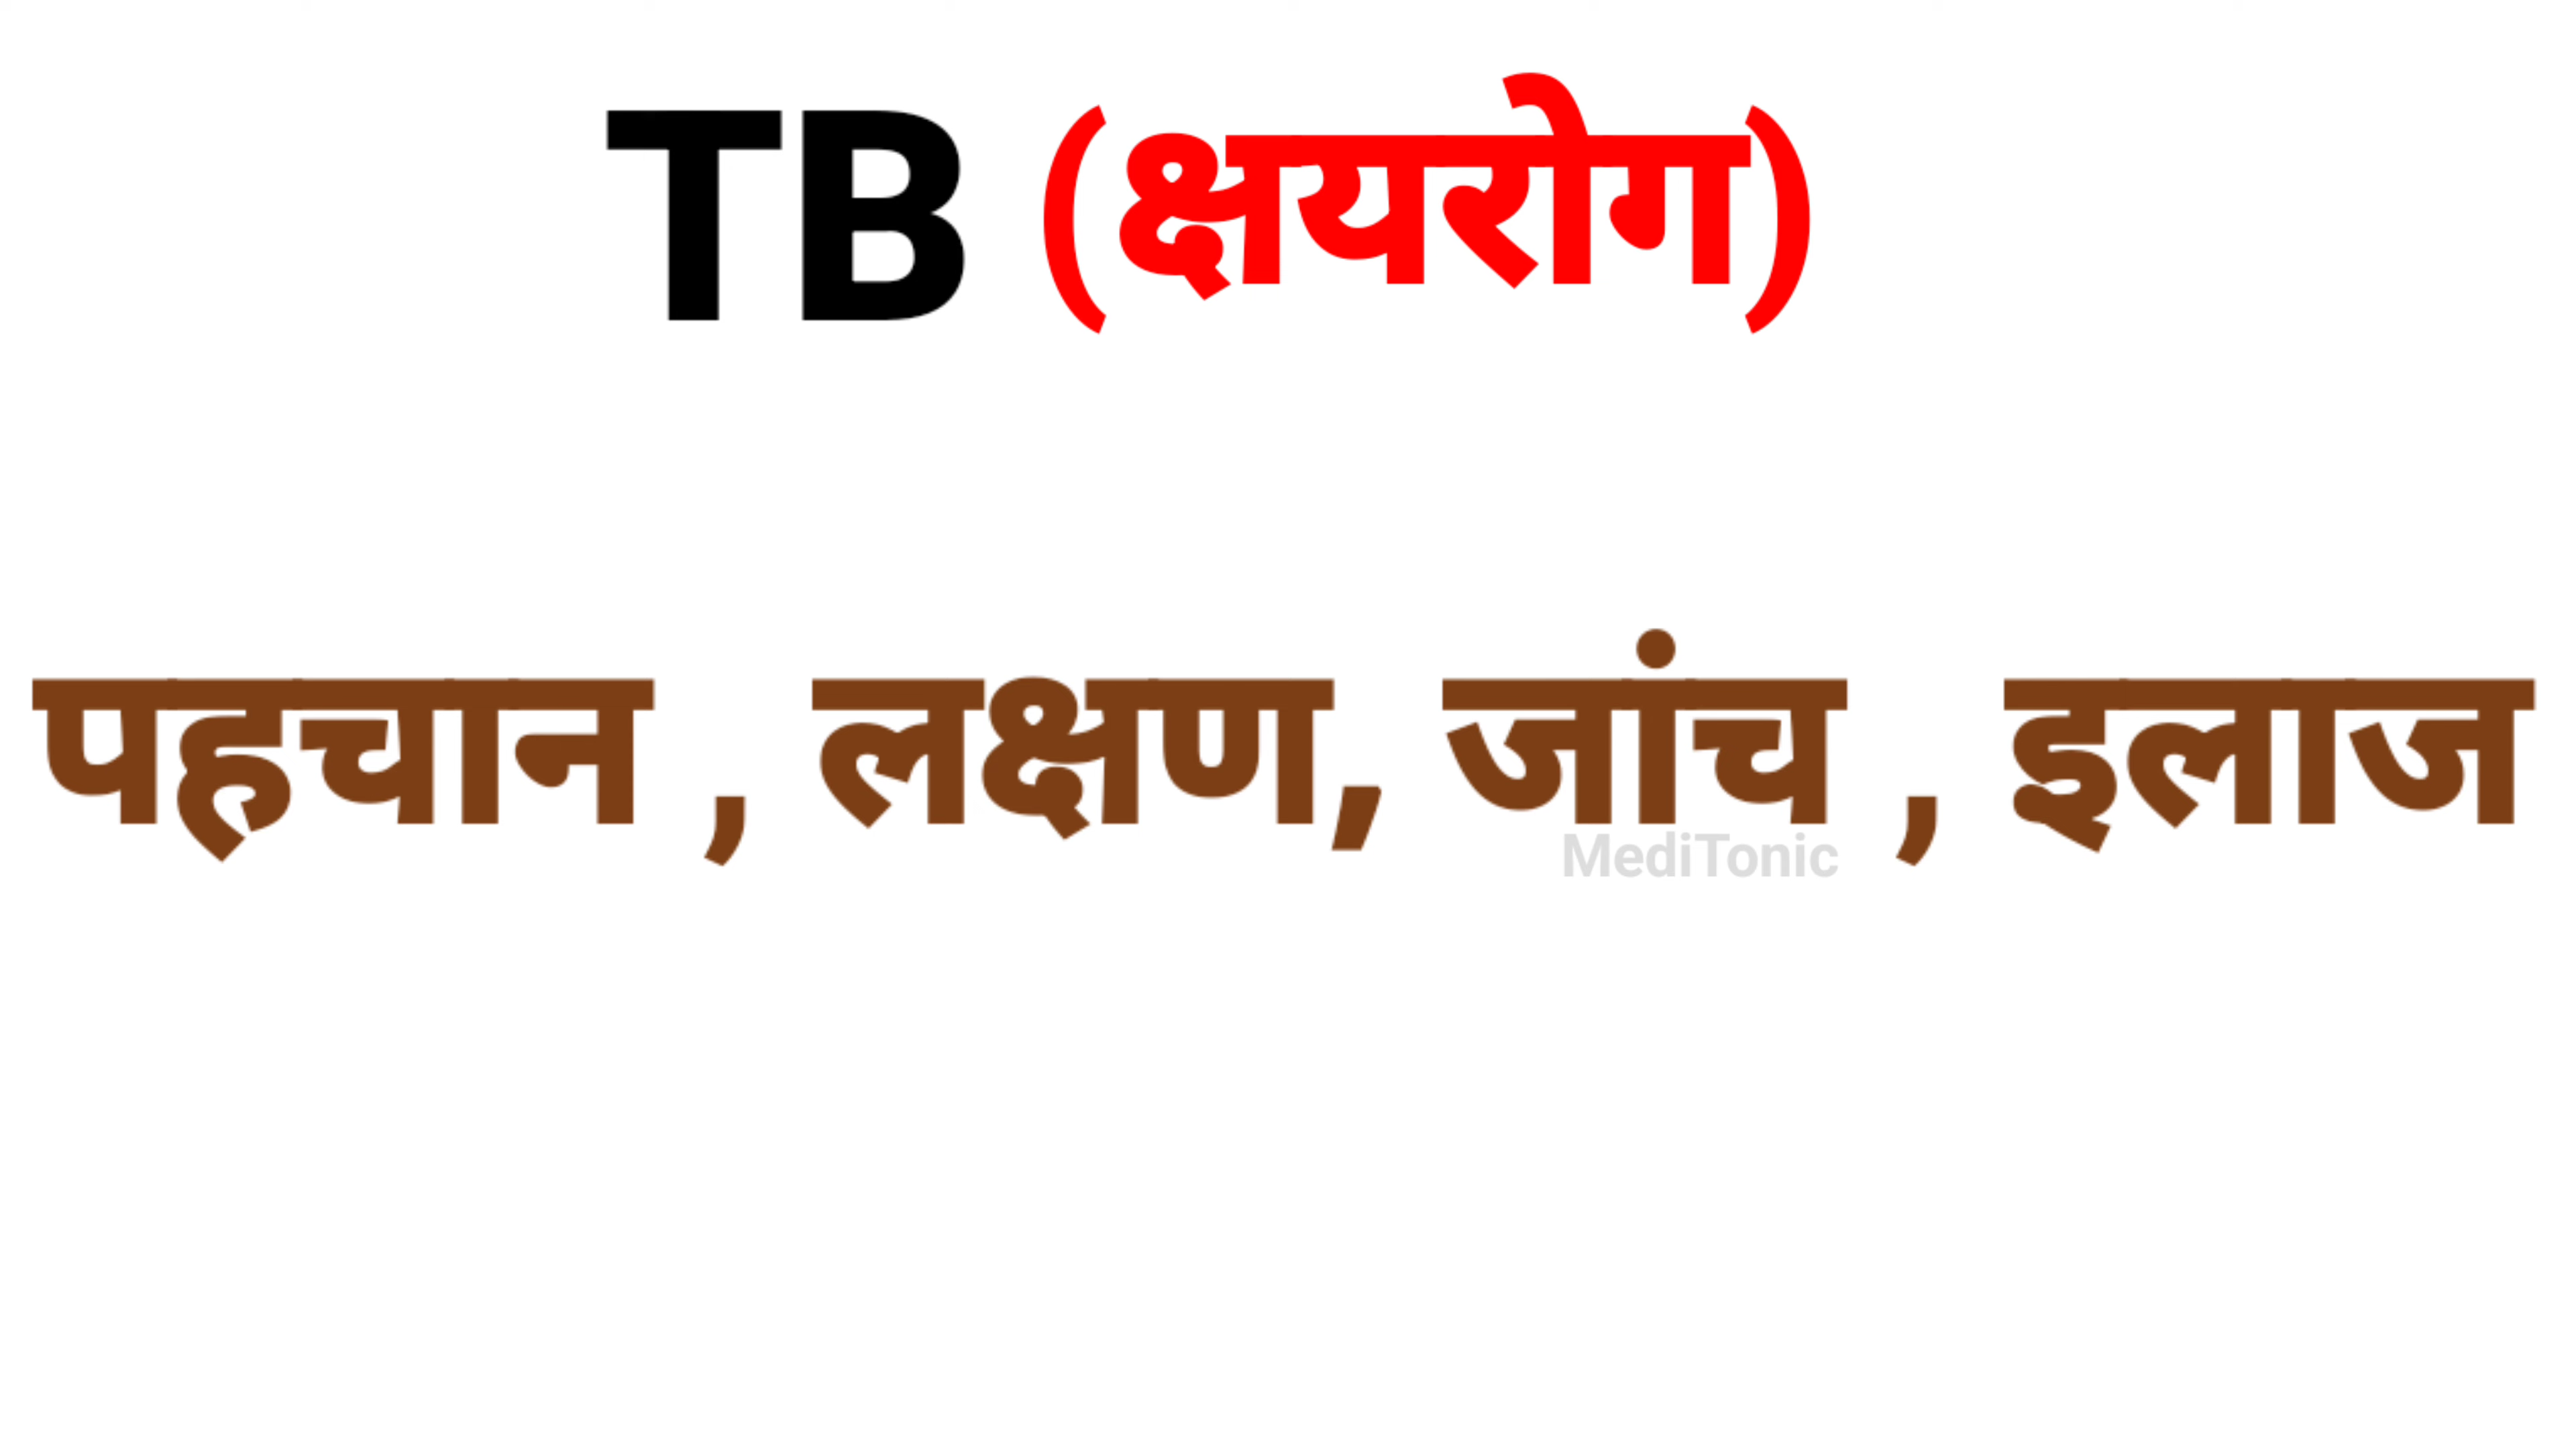 TB (क्षयरोग)
पहचान , लक्षण, जांच , इलाज
MediTonic